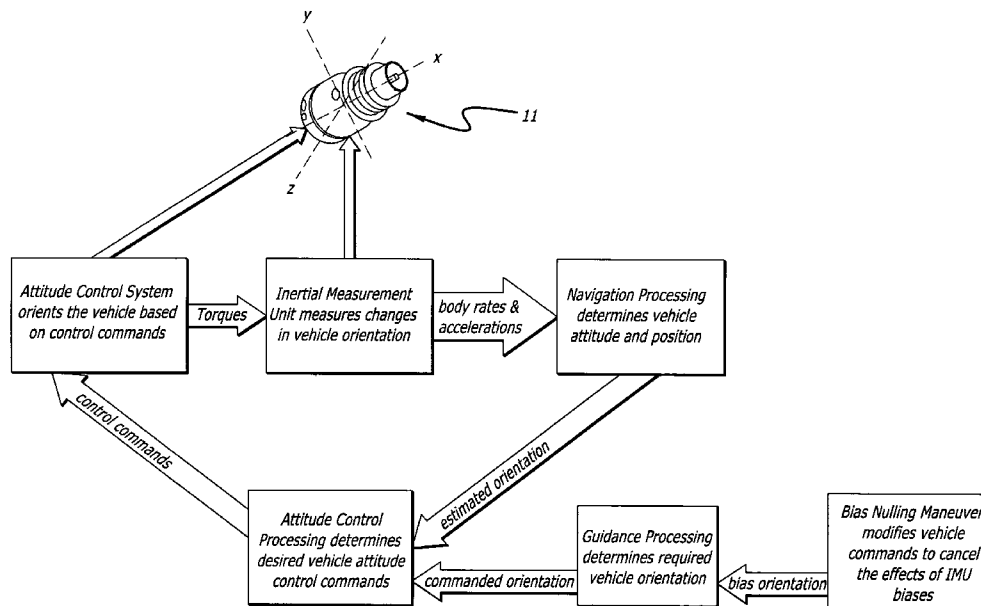 y
x
11
z
Attitude Control System
orients the vehicle based
on control commands
Torques
Inertial Measurement
Unit measures changes
in vehicle orientation
body rates &
accelerations
Navigation Processing
determines vehicle
attitude and position
control commands
estimated orientation
Attitude Control
Processing determines
desired vehicle attitude
control commands
commanded orientation
Guidance Processing
determines required
vehicle orientation
bias orientation
Bias Nulling Maneuver
modifies vehicle
commands to cancel
the effects of IMU
biases